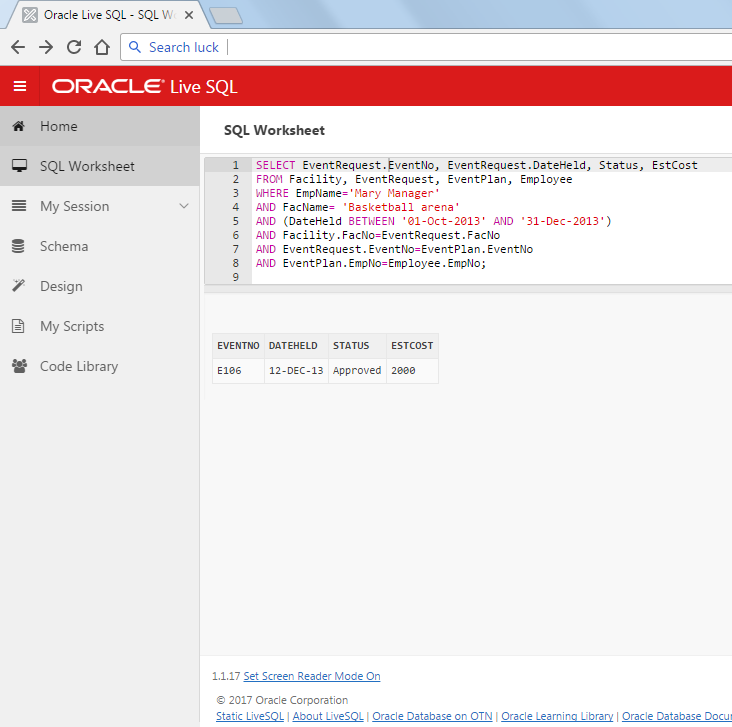 Oracle Live SQL - SQL Wo
Search luck
ORACLE Live SQL
Home
SQL Worksheet
My Session
Schema
Design
My Scripts
Code Library
SQL Worksheet
1 SELECT EventRequest.EventNo, EventRequest.DateHeld, Status, EstCost
2 FROM Facility, EventRequest, EventPlan, Employee
3 WHERE EmpName='Mary Manager'
4 AND FacName= 'Basketball arena'
5 AND (DateHeld BETWEEN '01-Oct-2013' AND '31-Dec-2013')
6 AND Facility.FacNo=EventRequest.FacNo
7 AND EventRequest.EventNo=EventPlan.EventNo
8 AND EventPlan.EmpNo=Employee.EmpNo;
9
EVENTNO DATEHELD STATUS ESTCOST
E106 12-DEC-13 Approved 2000
1.1.17 Set Screen Reader Mode On
© 2017 Oracle Corporation
Static LiveSQL | About LiveSQL | Oracle Database on OTN | Oracle Learning Library | Oracle Database Docu